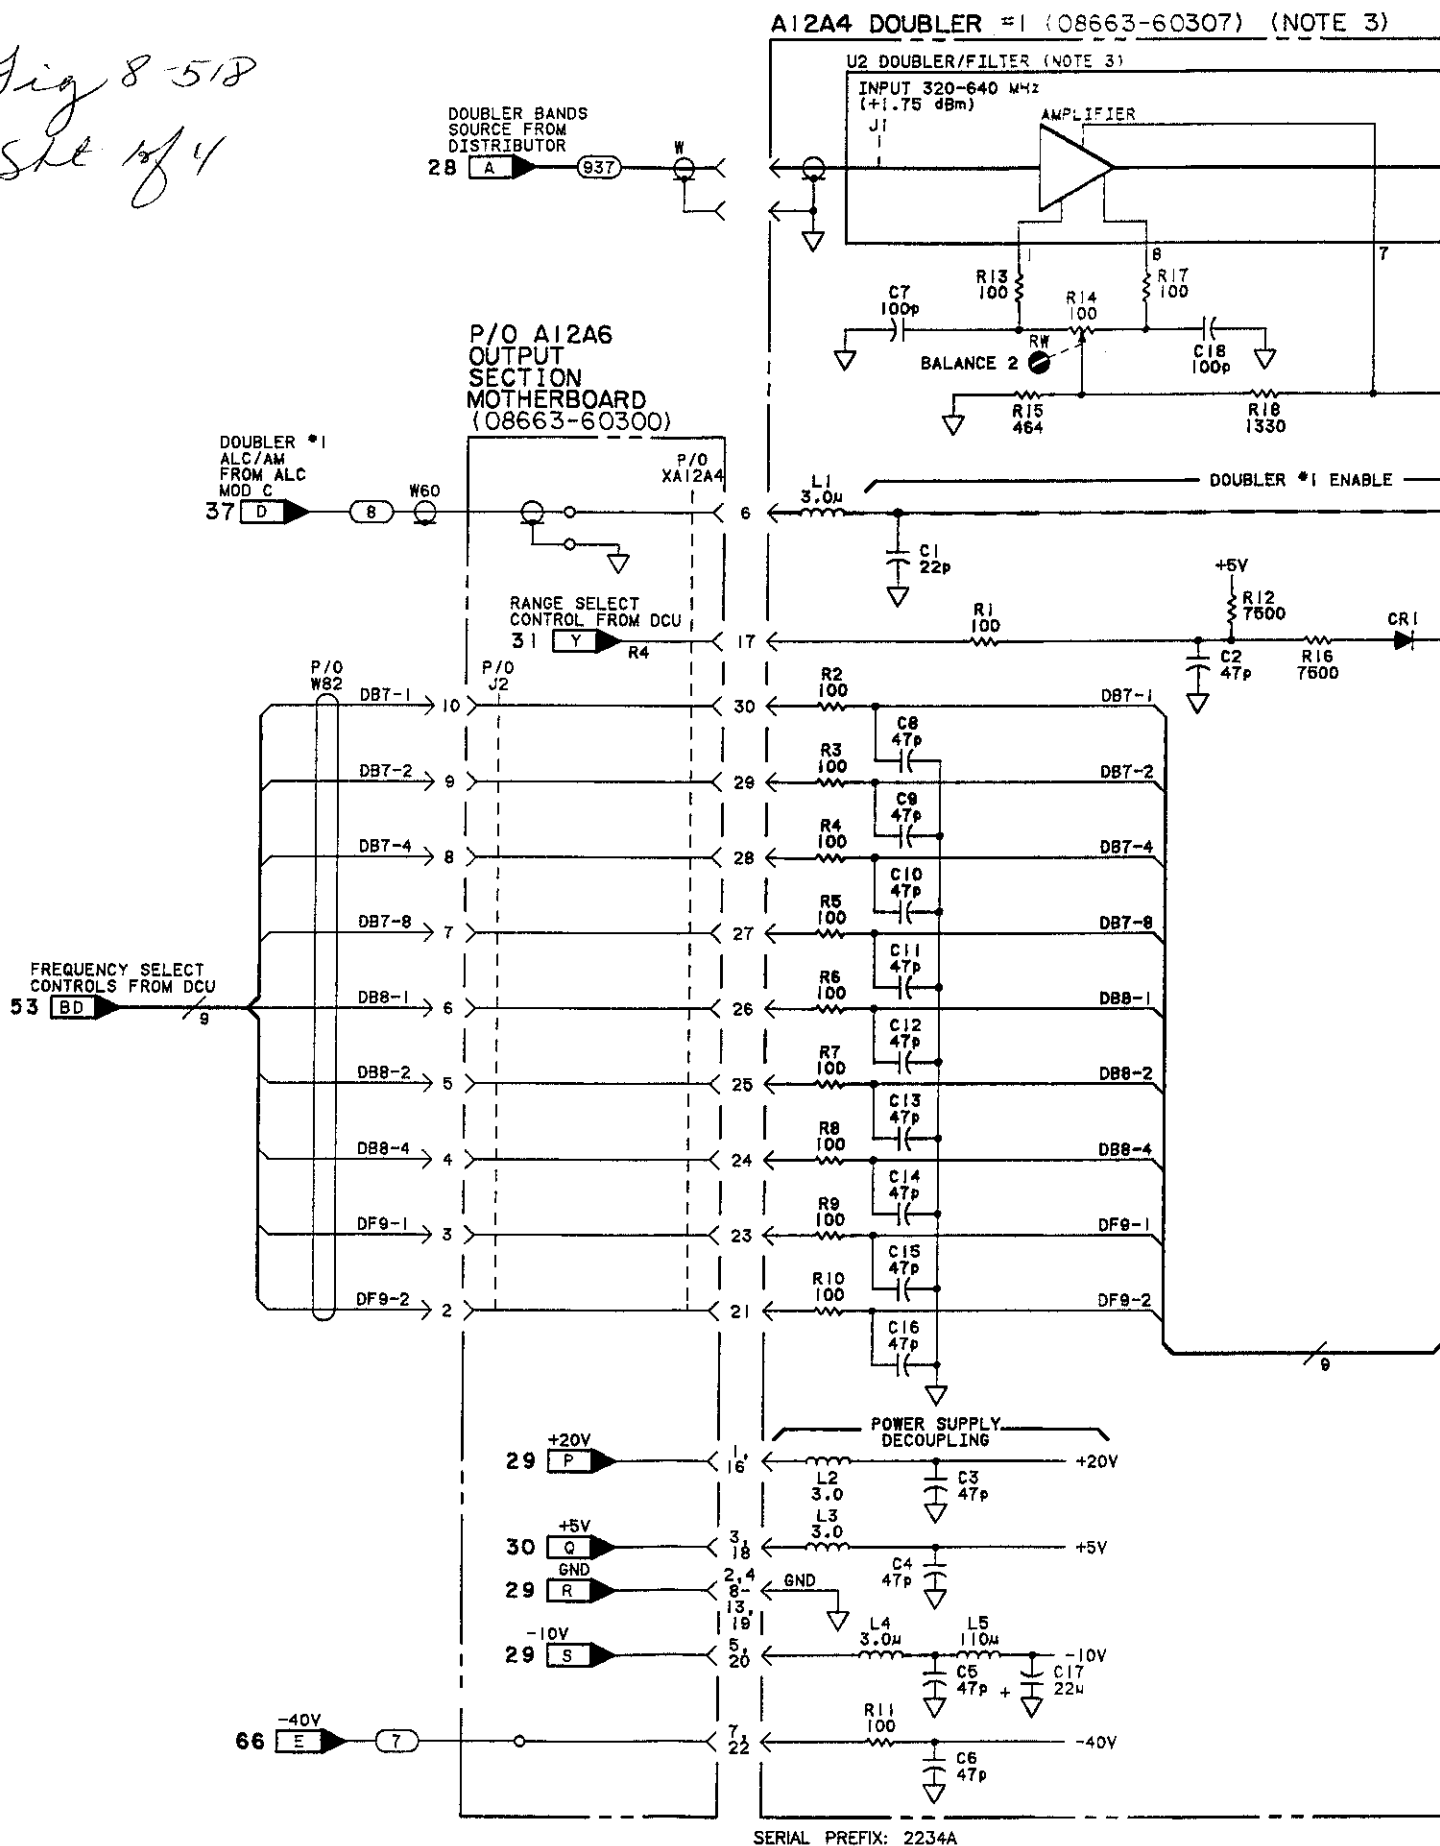 A12A4 DOUBLER #1 (08663-60307) (NOTE 3)
Fig 8-518
Sht 1 of 4
U2 DOUBLER/FILTER (NOTE 3)
INPUT 320-640 MHz
(+1.75 dBm)
J1
AMPLIFIER
DOUBLER BANDS
SOURCE FROM
DISTRIBUTOR
28 A 937 W
1 8 7
R13
100
R17
100
C7
100p
R14
100
RW
BALANCE 2
C18
100p
R15
464
R18
1330
P/O A12A6
OUTPUT
SECTION
MOTHERBOARD
(08663-60300)
DOUBLER #1
ALC/AM
FROM ALC
MOD C
37 D 8 W60
P/O
XA12A4
6
L1
3.0µ
DOUBLER #1 ENABLE
C1
22p
RANGE SELECT
CONTROL FROM DCU
31 Y R4 17
R1
100
+5V
R12
7500
C2
47p
R16
7500
CR1
P/O
W82
P/O
J2
DB7-1 10 30 R2 100 DB7-1
C8
47p
DB7-2 9 29 R3 100 DB7-2
C9
47p
DB7-4 8 28 R4 100 DB7-4
C10
47p
DB7-8 7 27 R5 100 DB7-8
C11
47p
FREQUENCY SELECT
CONTROLS FROM DCU
53 BD 9
DB8-1 6 26 R6 100 DB8-1
C12
47p
DB8-2 5 25 R7 100 DB8-2
C13
47p
DB8-4 4 24 R8 100 DB8-4
C14
47p
DF9-1 3 23 R9 100 DF9-1
C15
47p
DF9-2 2 21 R10 100 DF9-2
C16
47p
9
POWER SUPPLY
DECOUPLING
+20V
29 P 1, 16
L2
3.0
C3
47p
+20V
+5V
30 Q 3, 18
L3
3.0
C4
47p
+5V
GND
29 R 2,4 8- 13, 19 GND
-10V
29 S 5, 20
L4
3.0µ
L5
110µ
-10V
C5
47p
+
C17
22µ
-40V
66 E 7 7, 22
R11
100
-40V
C6
47p
SERIAL PREFIX: 2234A